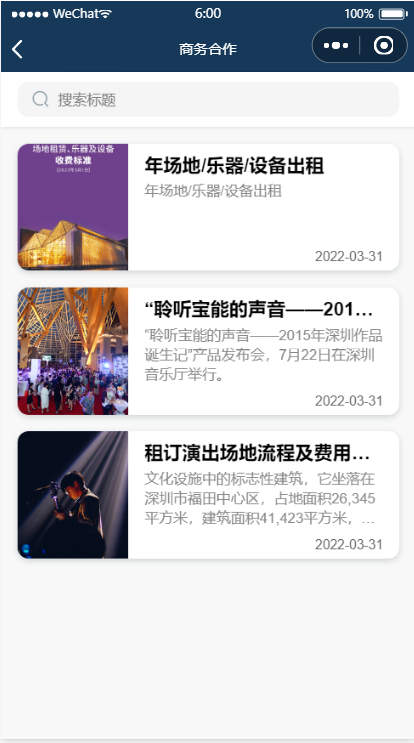 WeChat
6:00
100%
商务合作
搜索标题
场地租赁、乐器及设备
收费标准
年场地/乐器/设备出租
年场地/乐器/设备出租
2022-03-31
“聆听宝能的声音——201...
“聆听宝能的声音——2015年深圳作品
诞生记”产品发布会，7月22日在深圳
音乐厅举行。
2022-03-31
租订演出场地流程及费用...
文化设施中的标志性建筑，它坐落在
深圳市福田中心区，占地面积26,345
平方米，建筑面积41,423平方米，...
2022-03-31